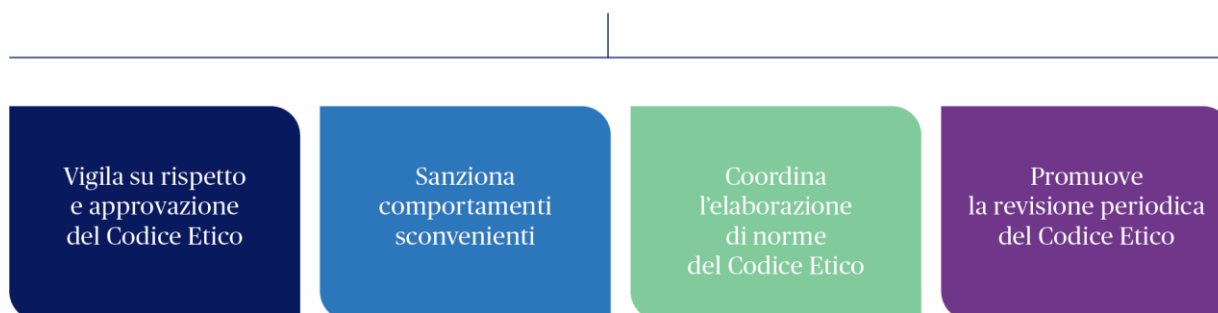 Vigila su rispetto
e approvazione
del Codice Etico
Sanziona
comportamenti
sconvenienti
Coordina
l’elaborazione
di norme
del Codice Etico
Promuove
la revisione periodica
del Codice Etico